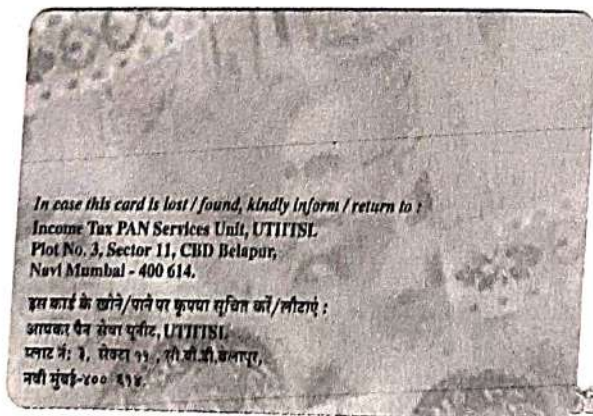 In case this card is lost / found, kindly inform / return to :
Income Tax PAN Services Unit, UTIITSL
Plot No. 3, Sector 11, CBD Belapur,
Navi Mumbai - 400 614.
इस कार्ड के खोने/पाने पर कृपया सूचित करें/लौटाएं :
आयकर पैन सेवा यूनीट, UTIITSL
प्लाट नं: ३, सेक्टर ११ , सी.बी.डी.बेलापूर,
नवी मुंबई-४०० ६१४.